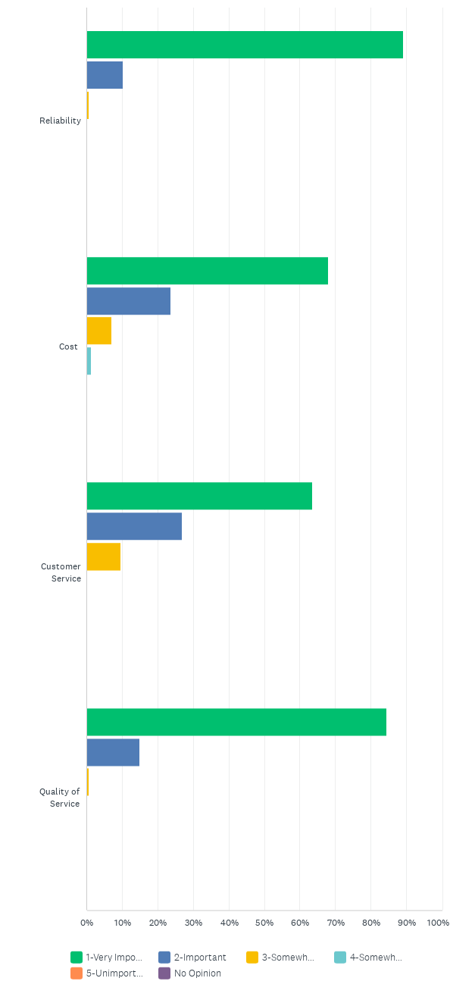 Reliability
Cost
Customer
Service
Quality of
Service
0% 10% 20% 30% 40% 50% 60% 70% 80% 90% 100%
1-Very Impo... 2-Important 3-Somewh... 4-Somewh...
5-Unimport... No Opinion